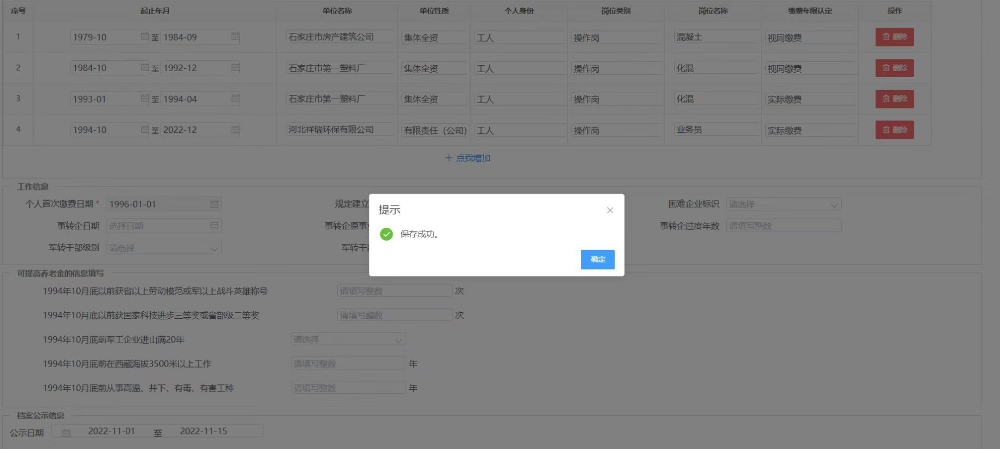 序号 起止年月 单位名称 单位性质 个人身份 岗位类别 岗位名称 缴费年限认定 操作
1 1979-10 至 1984-09 石家庄市房产建筑公司 集体全资 工人 操作岗 混凝土 视同缴费 删除
2 1984-10 至 1992-12 石家庄市第一塑料厂 集体全资 工人 操作岗 化混 视同缴费 删除
3 1993-01 至 1994-04 石家庄市第一塑料厂 集体全资 工人 操作岗 化混 实际缴费 删除
4 1994-10 至 2022-12 河北祥瑞环保有限公司 有限责任（公司) 工人 操作岗 业务员 实际缴费 删除
+ 点我增加
工作信息
个人首次缴费日期 * 1996-01-01 规定建立 困难企业标识 请选择
事转企日期 选择日期 事转企原事 事转企过度年数 请填写整数
军转干部级别 请选择 军转干
提示
保存成功。
确定
可提高养老金的信息填写
1994年10月底以前获省以上劳动模范或军以上战斗英雄称号 请填写整数 次
1994年10月底以前获国家科技进步三等奖或省部级二等奖 请填写整数 次
1994年10月底前军工企业进山满20年 请选择
1994年10月底前在西藏海拔3500米以上工作 请填写整数 年
1994年10月底前从事高温、井下、有毒、有害工种 请填写整数 年
档案公示信息
公示日期 2022-11-01 至 2022-11-15